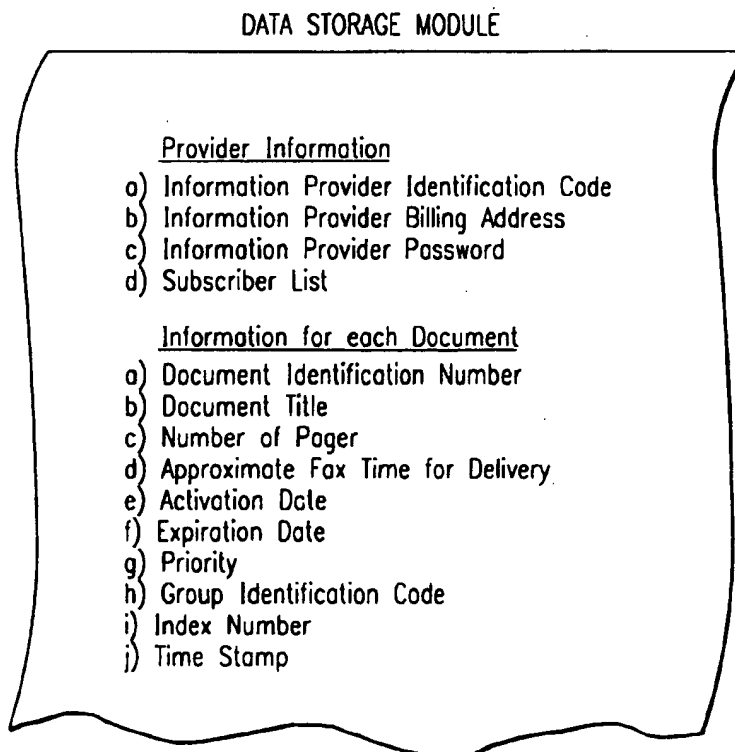 DATA STORAGE MODULE
Provider Information
a) Information Provider Identification Code
b) Information Provider Billing Address
c) Information Provider Password
d) Subscriber List
Information for each Document
a) Document Identification Number
b) Document Title
c) Number of Pager
d) Approximate Fax Time for Delivery
e) Activation Date
f) Expiration Date
g) Priority
h) Group Identification Code
i) Index Number
j) Time Stamp